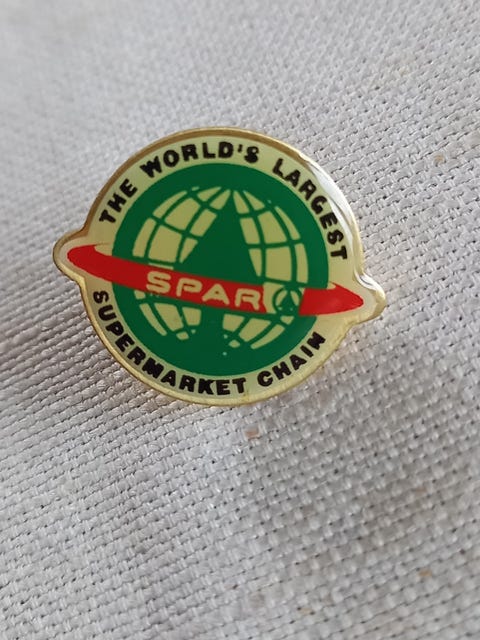 THE WORLD'S LARGEST
SPAR
SUPERMARKET CHAIN